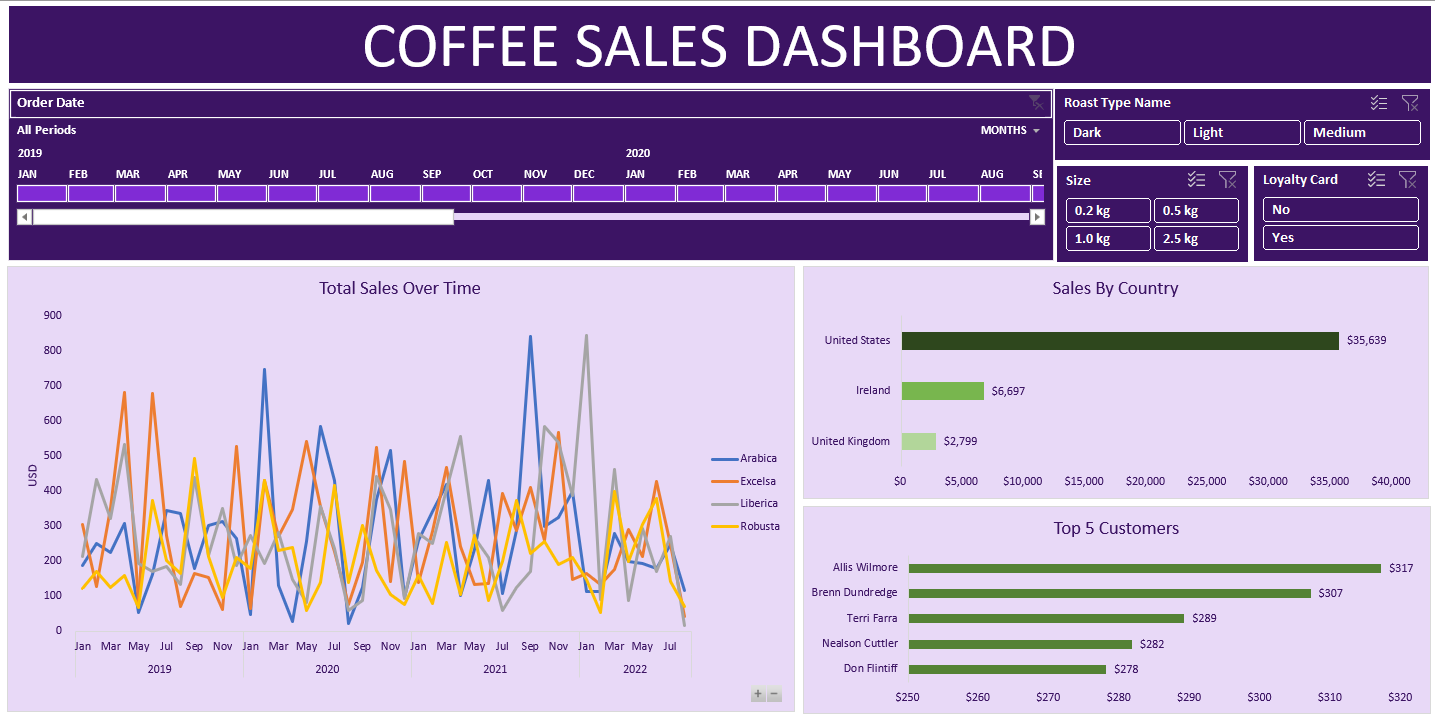 COFFEE SALES DASHBOARD
Order Date
All Periods
MONTHS
2019 2020
JAN FEB MAR APR MAY JUN JUL AUG SEP OCT NOV DEC JAN FEB MAR APR MAY JUN JUL AUG
Roast Type Name
Dark Light Medium
Size
0.2 kg 0.5 kg
1.0 kg 2.5 kg
Loyalty Card
No
Yes
Total Sales Over Time
900
800
700
600
500
400
300
200
100
0
USD
Jan Mar May Jul Sep Nov Jan Mar May Jul Sep Nov Jan Mar May Jul Sep Nov Jan Mar May Jul
2019 2020 2021 2022
Arabica
Excelsa
Liberica
Robusta
Sales By Country
United States $35,639
Ireland $6,697
United Kingdom $2,799
$0 $5,000 $10,000 $15,000 $20,000 $25,000 $30,000 $35,000 $40,000
Top 5 Customers
Allis Wilmore $317
Brenn Dundredge $307
Terri Farra $289
Nealson Cuttler $282
Don Flintiff $278
$250 $260 $270 $280 $290 $300 $310 $320